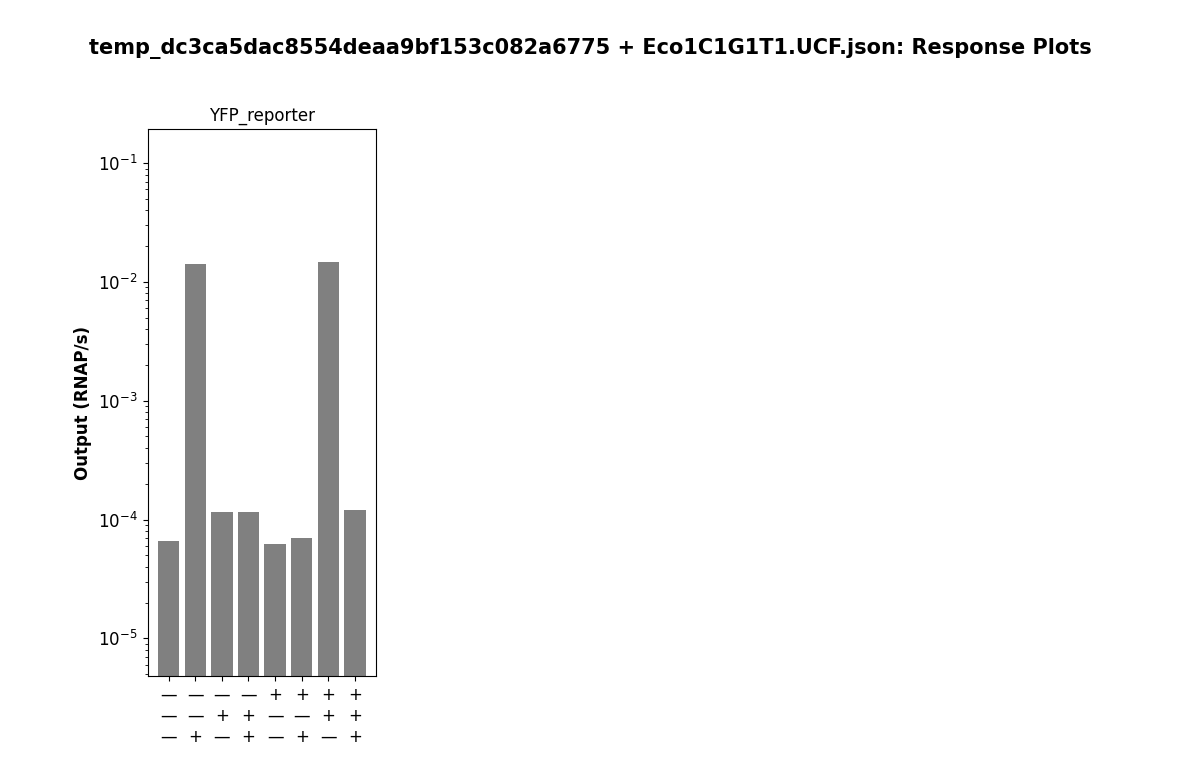 temp_dc3ca5dac8554deaa9bf153c082a6775 + Eco1C1G1T1.UCF.json: Response Plots
YFP_reporter
Output (RNAP/s)
10⁻¹
10⁻²
10⁻³
10⁻⁴
10⁻⁵
— — — — + + + +
— — + + — — + +
— + — + — + — +